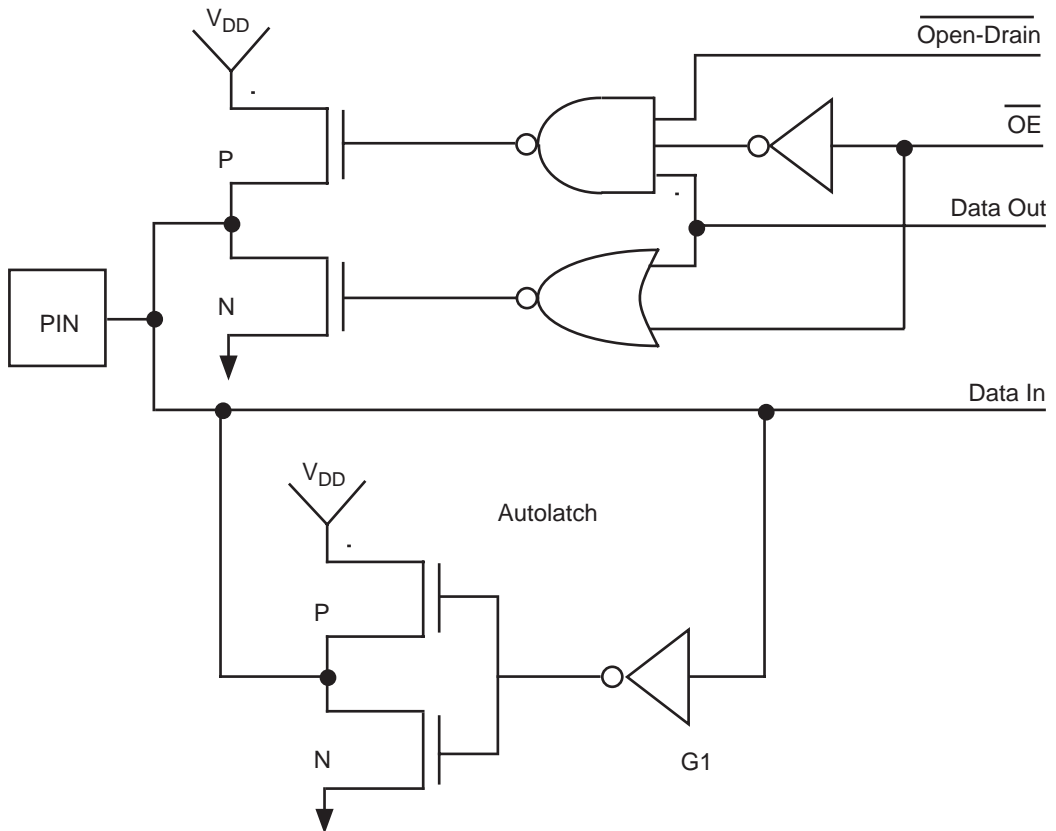 V_DD
Open-Drain
OE
P
Data Out
N
PIN
Data In
V_DD
Autolatch
P
N
G1